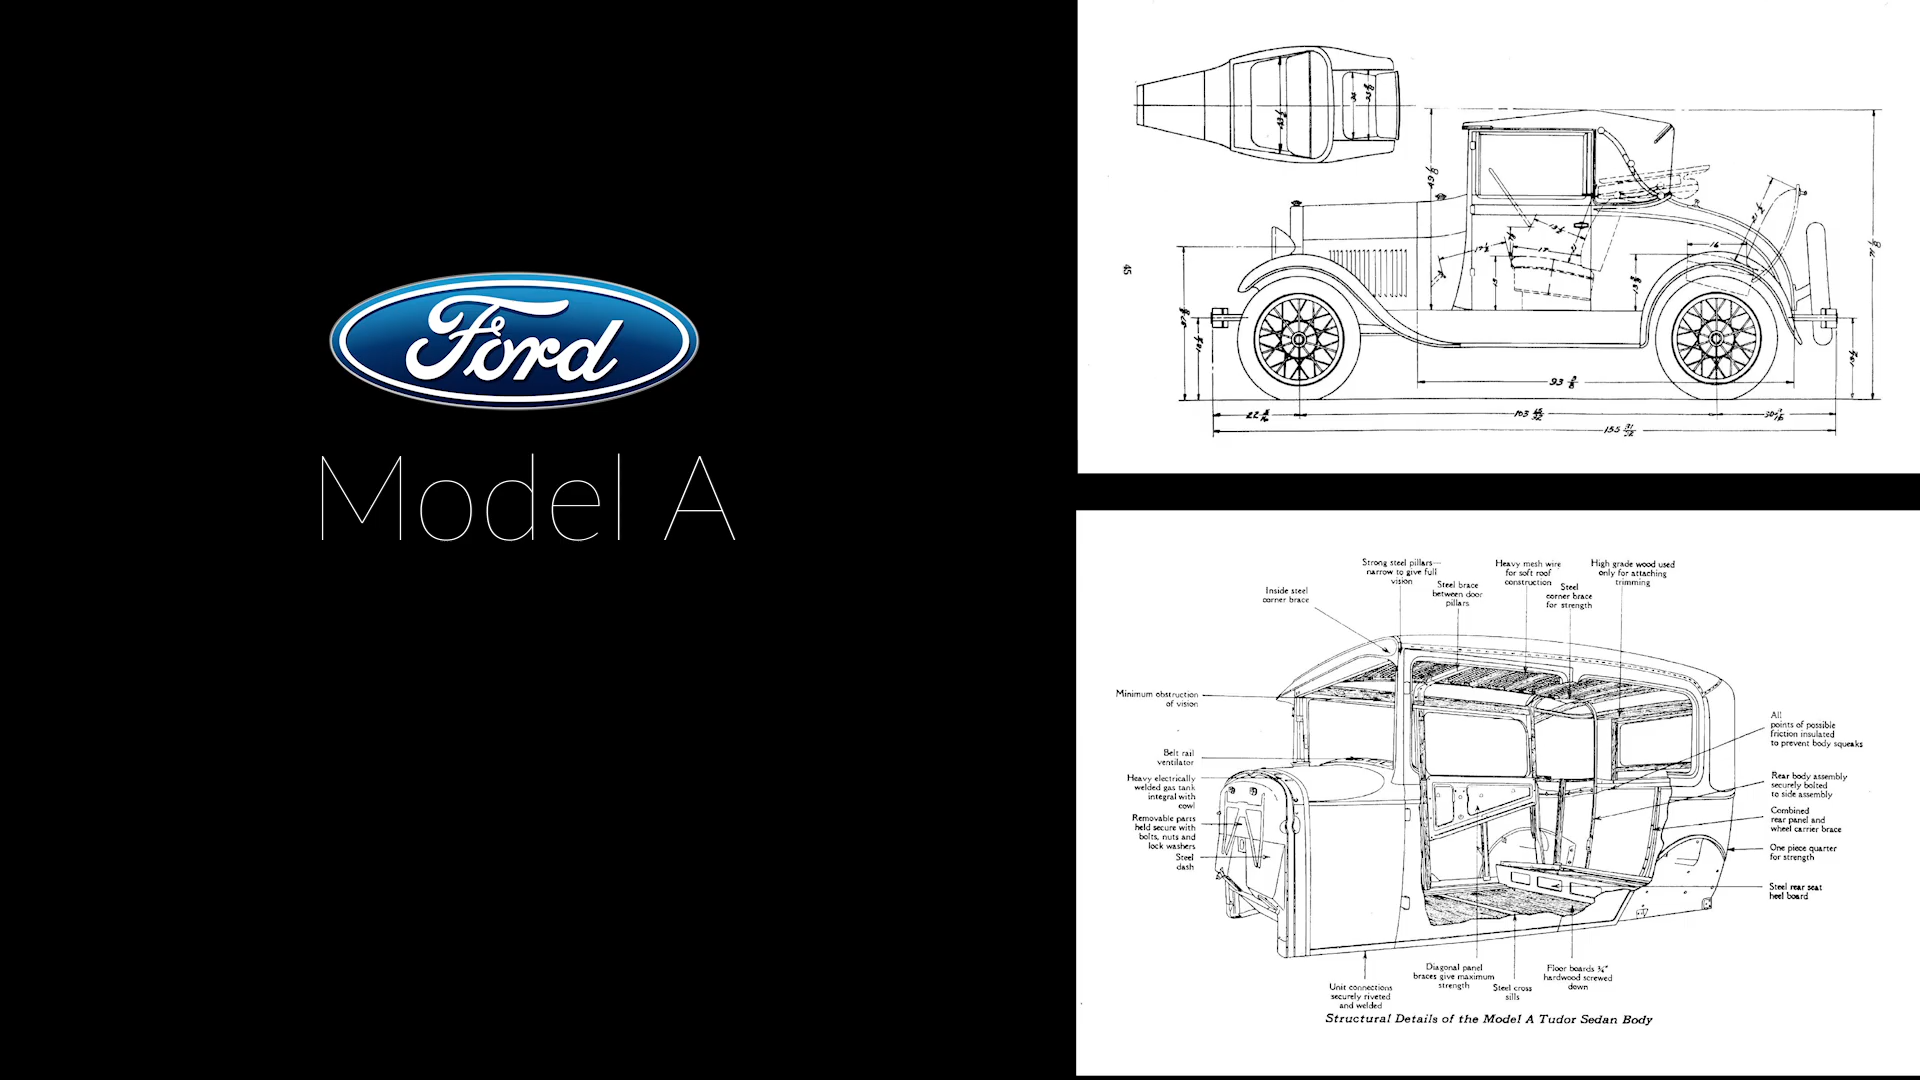 Ford
Model A
45
16
17
93 5/8
Strong steel pillars—
narrow to give full
vision
Heavy mesh wire
for soft roof
construction
High grade wood used
only for attaching
trimming
Inside steel
corner brace
Steel brace
between door
pillars
Steel
corner brace
for strength
Minimum obstruction
of vision
Belt rail
ventilator
Heavy electrically
welded gas tank
integral with
cowl
Removable parts
held secure with
bolts, nuts and
lock washers
Steel
dash
All
points of possible
friction insulated
to prevent body squeaks
Rear body assembly
securely bolted
to side assembly
Combined
rear panel and
wheel carrier brace
One piece quarter
for strength
Steel rear seat
heel board
Unit connections
securely riveted
and welded
Diagonal panel
braces give maximum
strength
Steel cross
sills
Floor boards ¾"
hardwood screwed
down
Structural Details of the Model A Tudor Sedan Body